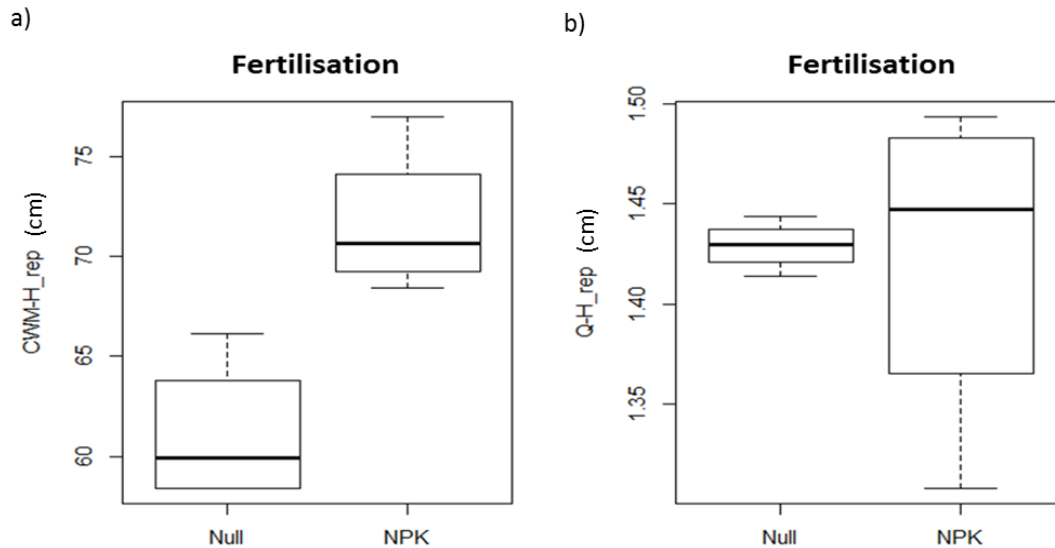 a)
Fertilisation
CWM-H_rep (cm)
75
70
65
60
Null
NPK
b)
Fertilisation
Q-H_rep (cm)
1.50
1.45
1.40
1.35
Null
NPK